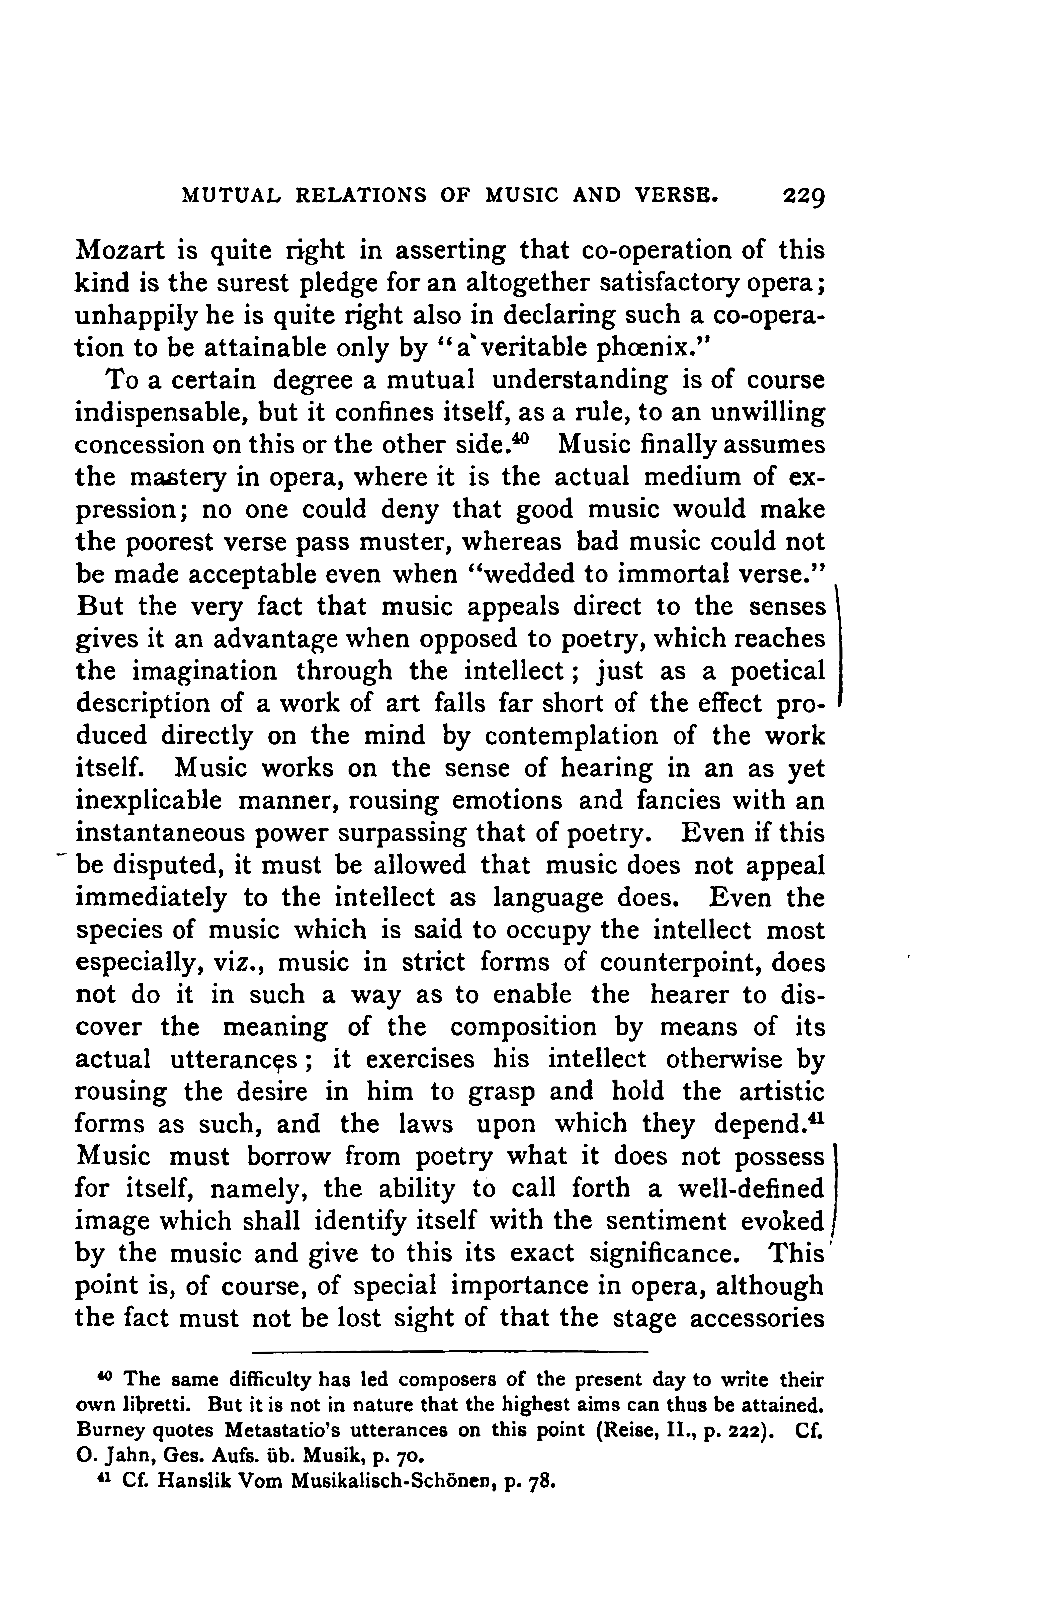 MUTUAL RELATIONS OF MUSIC AND VERSE. 229
Mozart is quite right in asserting that co-operation of this
kind is the surest pledge for an altogether satisfactory opera;
unhappily he is quite right also in declaring such a co-opera-
tion to be attainable only by "a veritable phœnix."
To a certain degree a mutual understanding is of course
indispensable, but it confines itself, as a rule, to an unwilling
concession on this or the other side.⁴⁰ Music finally assumes
the mastery in opera, where it is the actual medium of ex-
pression; no one could deny that good music would make
the poorest verse pass muster, whereas bad music could not
be made acceptable even when "wedded to immortal verse."
But the very fact that music appeals direct to the senses
gives it an advantage when opposed to poetry, which reaches
the imagination through the intellect; just as a poetical
description of a work of art falls far short of the effect pro-
duced directly on the mind by contemplation of the work
itself. Music works on the sense of hearing in an as yet
inexplicable manner, rousing emotions and fancies with an
instantaneous power surpassing that of poetry. Even if this
be disputed, it must be allowed that music does not appeal
immediately to the intellect as language does. Even the
species of music which is said to occupy the intellect most
especially, viz., music in strict forms of counterpoint, does
not do it in such a way as to enable the hearer to dis-
cover the meaning of the composition by means of its
actual utterances; it exercises his intellect otherwise by
rousing the desire in him to grasp and hold the artistic
forms as such, and the laws upon which they depend.⁴¹
Music must borrow from poetry what it does not possess
for itself, namely, the ability to call forth a well-defined
image which shall identify itself with the sentiment evoked
by the music and give to this its exact significance. This
point is, of course, of special importance in opera, although
the fact must not be lost sight of that the stage accessories
⁴⁰ The same difficulty has led composers of the present day to write their
own libretti. But it is not in nature that the highest aims can thus be attained.
Burney quotes Metastatio's utterances on this point (Reise, II., p. 222). Cf.
O. Jahn, Ges. Aufs. üb. Musik, p. 70.
⁴¹ Cf. Hanslik Vom Musikalisch-Schönen, p. 78.